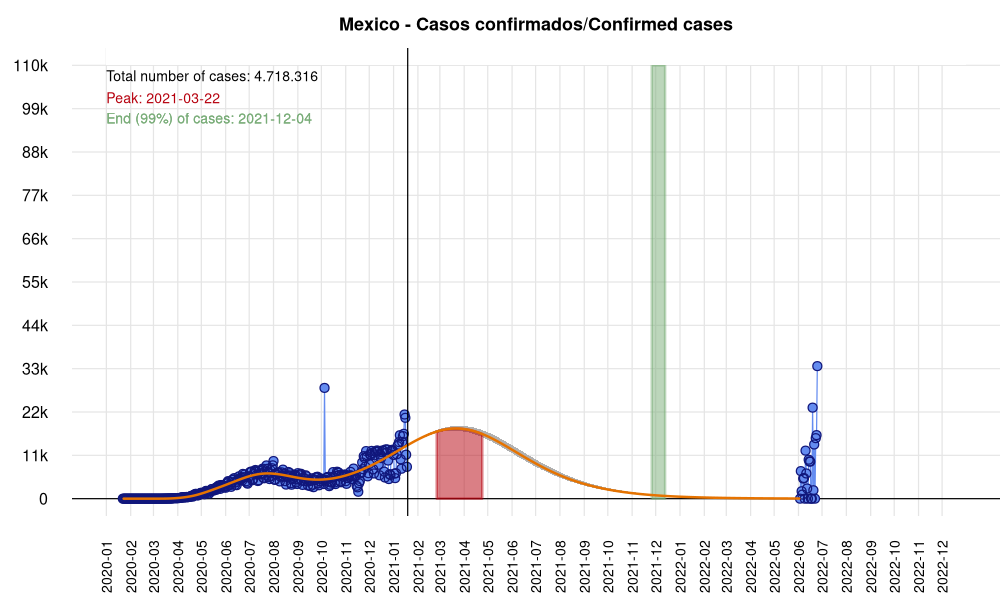 Mexico - Casos confirmados/Confirmed cases
Total number of cases: 4.718.316
Peak: 2021-03-22
End (99%) of cases: 2021-12-04
110k
99k
88k
77k
66k
55k
44k
33k
22k
11k
0
2020-01
2020-02
2020-03
2020-04
2020-05
2020-06
2020-07
2020-08
2020-09
2020-10
2020-11
2020-12
2021-01
2021-02
2021-03
2021-04
2021-05
2021-06
2021-07
2021-08
2021-09
2021-10
2021-11
2021-12
2022-01
2022-02
2022-03
2022-04
2022-05
2022-06
2022-07
2022-08
2022-09
2022-10
2022-11
2022-12